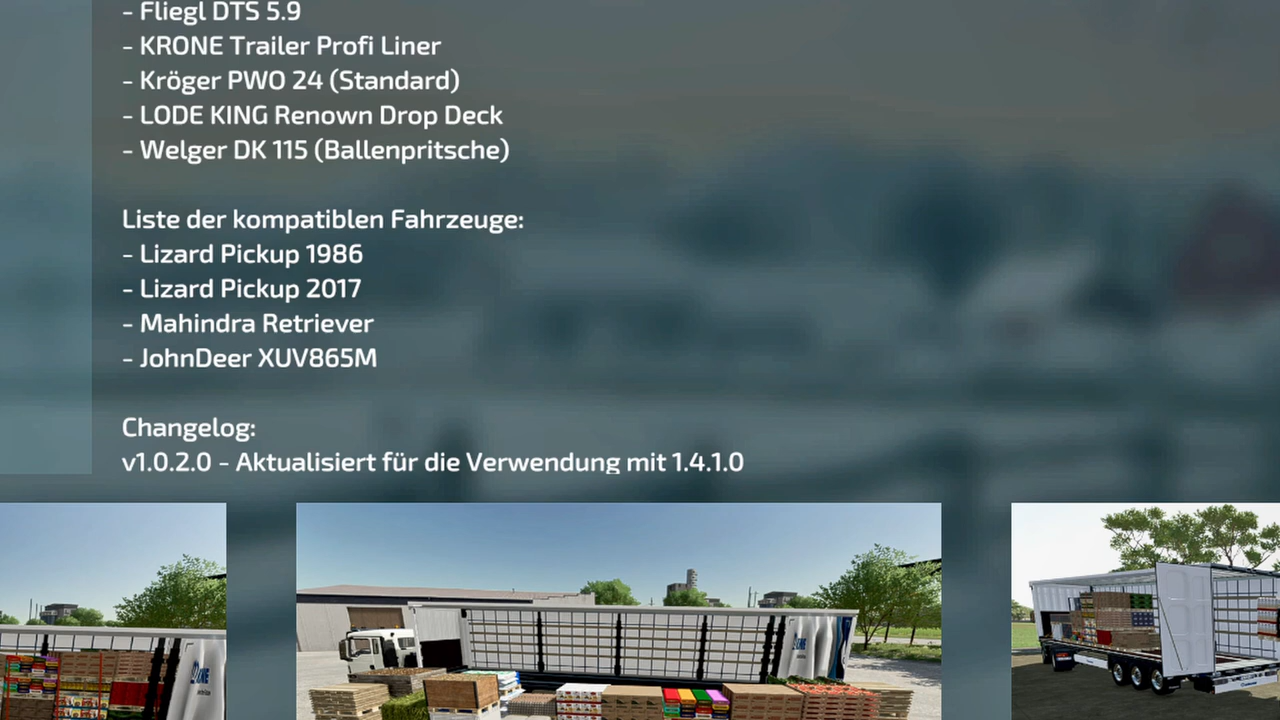 - Fliegl DTS 5.9
- KRONE Trailer Profi Liner
- Kröger PWO 24 (Standard)
- LODE KING Renown Drop Deck
- Welger DK 115 (Ballenpritsche)
Liste der kompatiblen Fahrzeuge:
- Lizard Pickup 1986
- Lizard Pickup 2017
- Mahindra Retriever
- JohnDeer XUV865M
Changelog:
v1.0.2.0 - Aktualisiert für die Verwendung mit 1.4.1.0